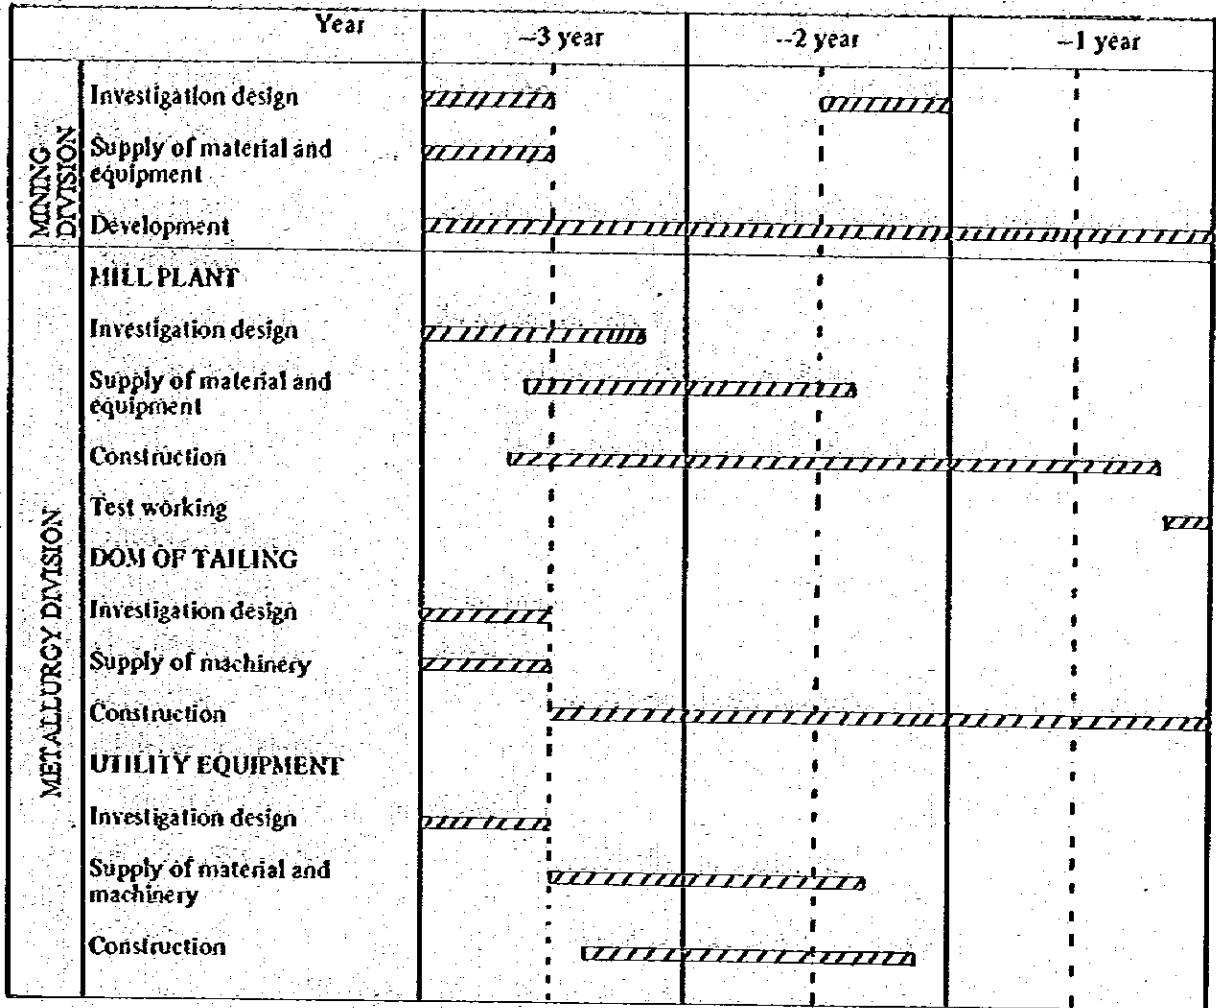 Year
--3 year
--2 year
--1 year
MINING
DIVISION
Investigation design
Supply of material and
equipment
Development
METALLURGY DIVISION
MILL PLANT
Investigation design
Supply of material and
equipment
Construction
Test working
DOM OF TAILING
Investigation design
Supply of machinery
Construction
UTILITY EQUIPMENT
Investigation design
Supply of material and
machinery
Construction